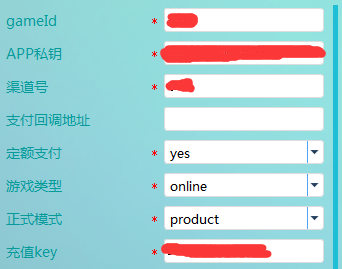 gameId *
APP私钥 *
渠道号 *
支付回调地址
定额支付 * yes
游戏类型 * online
正式模式 * product
充值key *